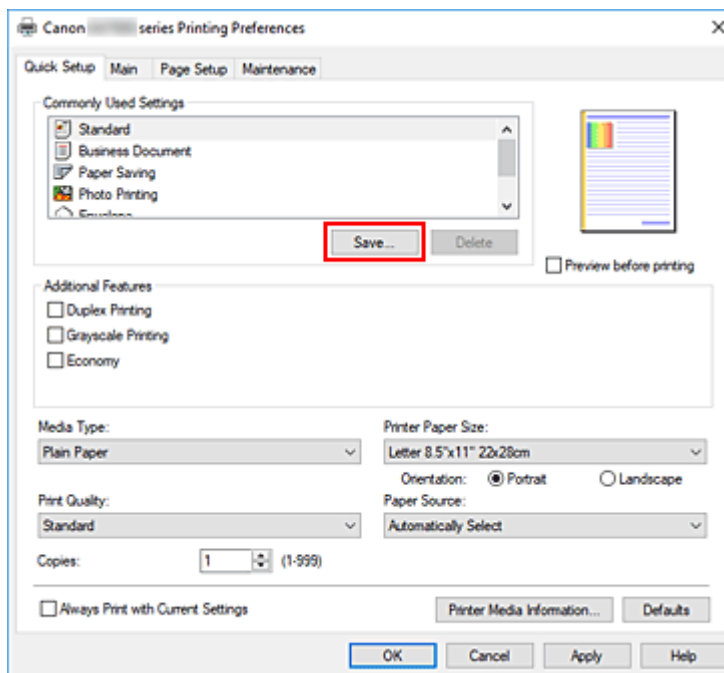 Canon series Printing Preferences
Quick Setup Main Page Setup Maintenance
Commonly Used Settings
Standard
Business Document
Paper Saving
Photo Printing
Envelope
Save... Delete
Preview before printing
Additional Features
Duplex Printing
Grayscale Printing
Economy
Media Type: Printer Paper Size:
Plain Paper Letter 8.5"x11" 22x28cm
Orientation: Portrait Landscape
Print Quality: Paper Source:
Standard Automatically Select
Copies: 1 (1-999)
Always Print with Current Settings Printer Media Information... Defaults
OK Cancel Apply Help